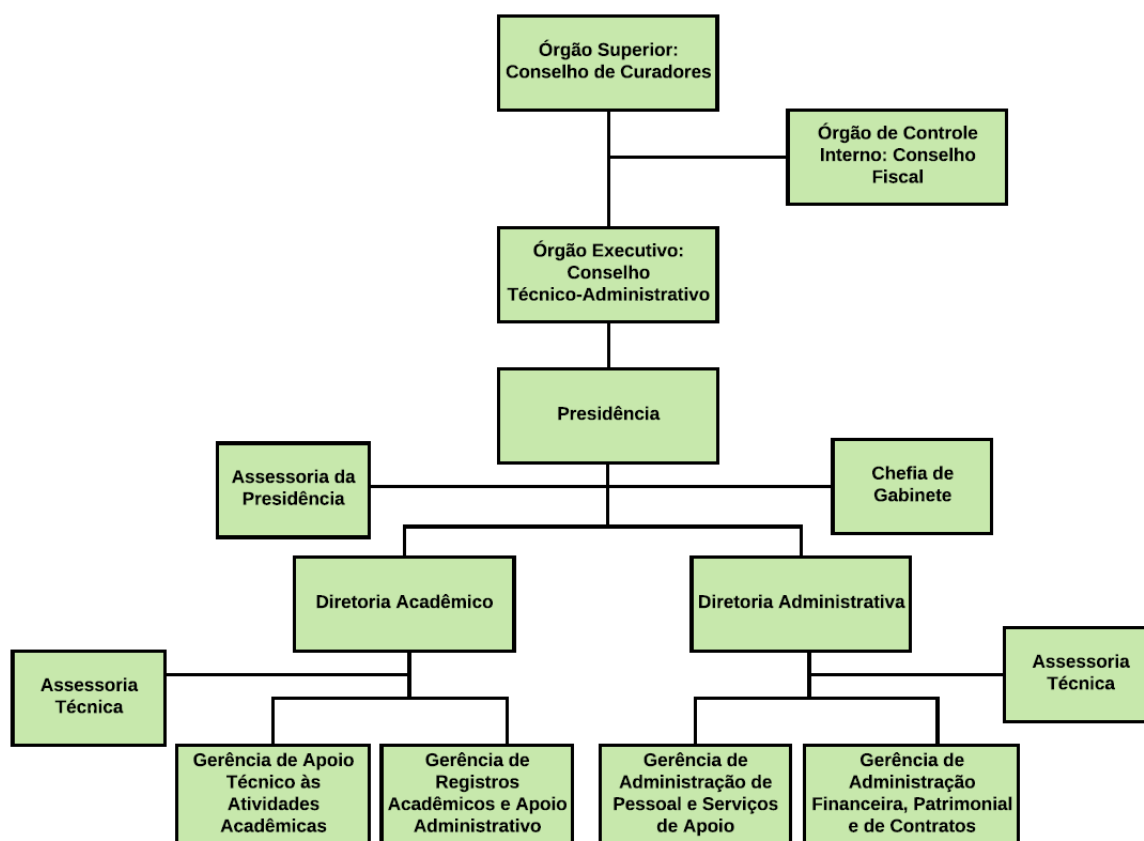 Órgão Superior:
Conselho de Curadores
Órgão de Controle
Interno: Conselho
Fiscal
Órgão Executivo:
Conselho
Técnico-Administrativo
Presidência
Assessoria da
Presidência
Chefia de
Gabinete
Diretoria Acadêmico
Diretoria Administrativa
Assessoria
Técnica
Assessoria
Técnica
Gerência de Apoio
Técnico às
Atividades
Acadêmicas
Gerência de
Registros
Acadêmicos e Apoio
Administrativo
Gerência de
Administração de
Pessoal e Serviços
de Apoio
Gerência de
Administração
Financeira, Patrimonial
e de Contratos